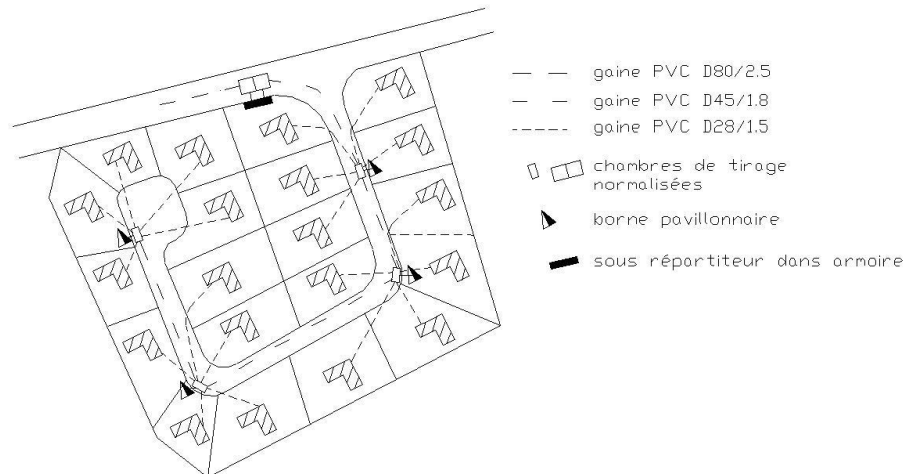 gaine PVC D80/2.5
gaine PVC D45/1.8
gaine PVC D28/1.5
chambres de tirage
normalisées
borne pavillonnaire
sous répartiteur dans armoire